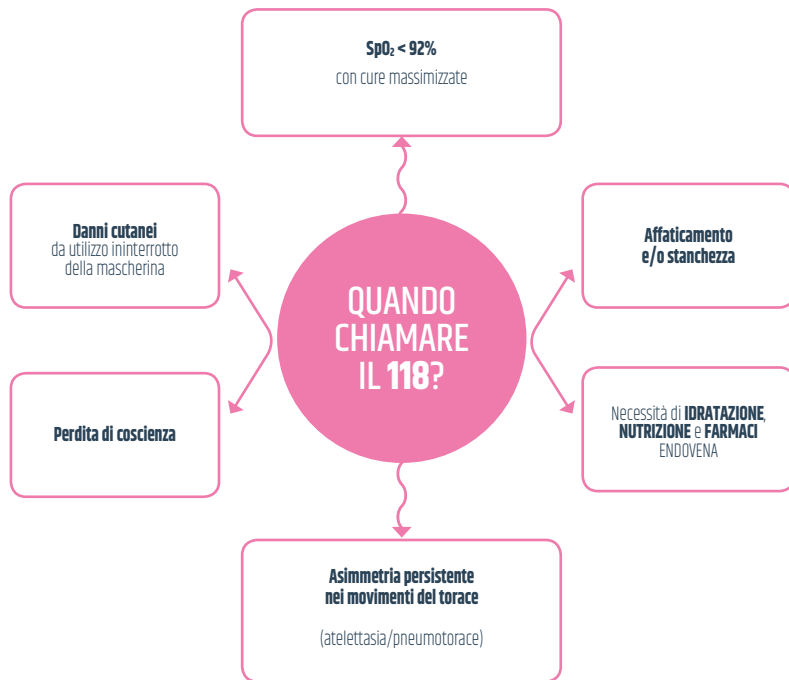 SpO₂ < 92%
con cure massimizzate
Danni cutanei
da utilizzo ininterrotto
della mascherina
Affaticamento
e/o stanchezza
QUANDO
CHIAMARE
IL 118?
Perdita di coscienza
Necessità di IDRATAZIONE,
NUTRIZIONE e FARMACI
ENDOVENA
Asimmetria persistente
nei movimenti del torace
(atelettasia/pneumotorace)